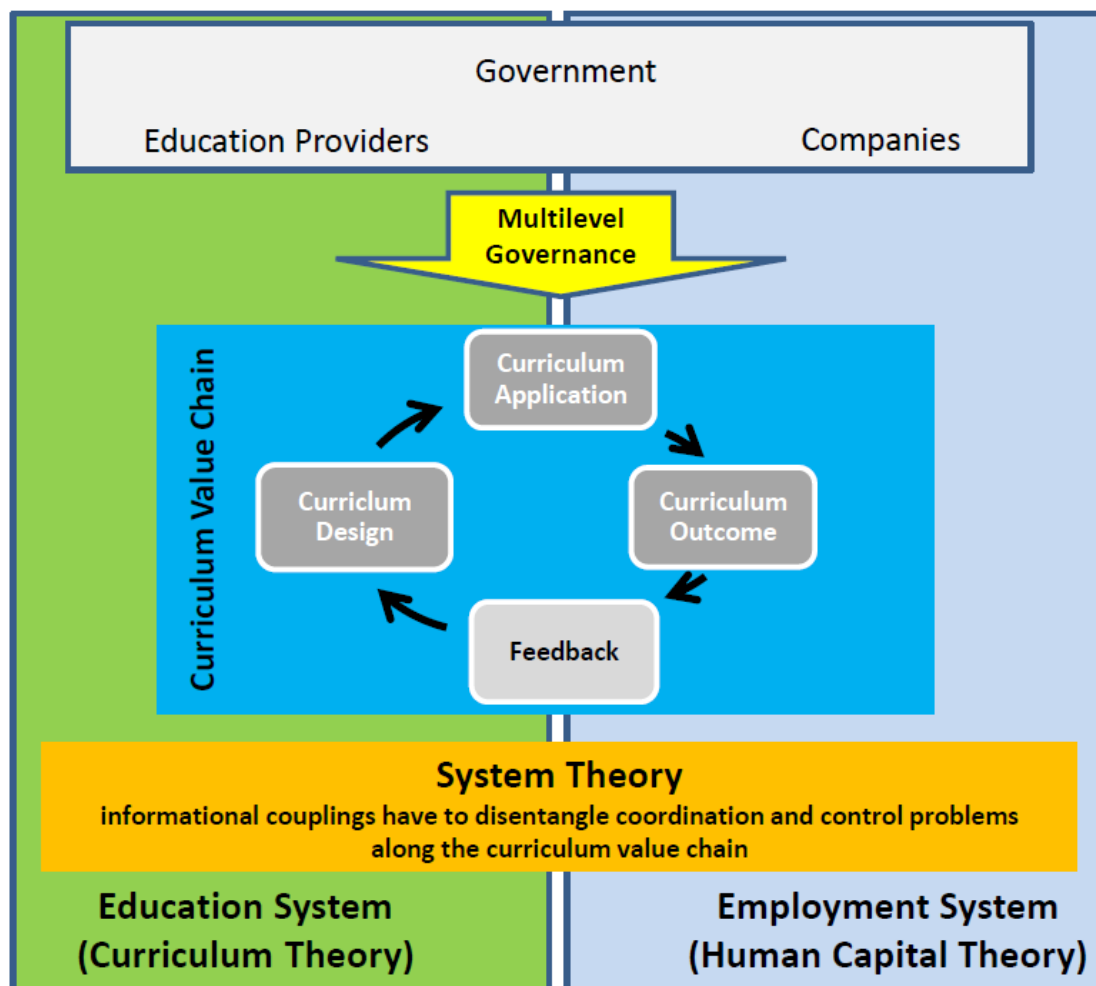 Government
Education Providers
Companies
Multilevel
Governance
Curriculum Value Chain
Curriculum
Application
Curriclum
Design
Curriculum
Outcome
Feedback
System Theory
informational couplings have to disentangle coordination and control problems
along the curriculum value chain
Education System
(Curriculum Theory)
Employment System
(Human Capital Theory)